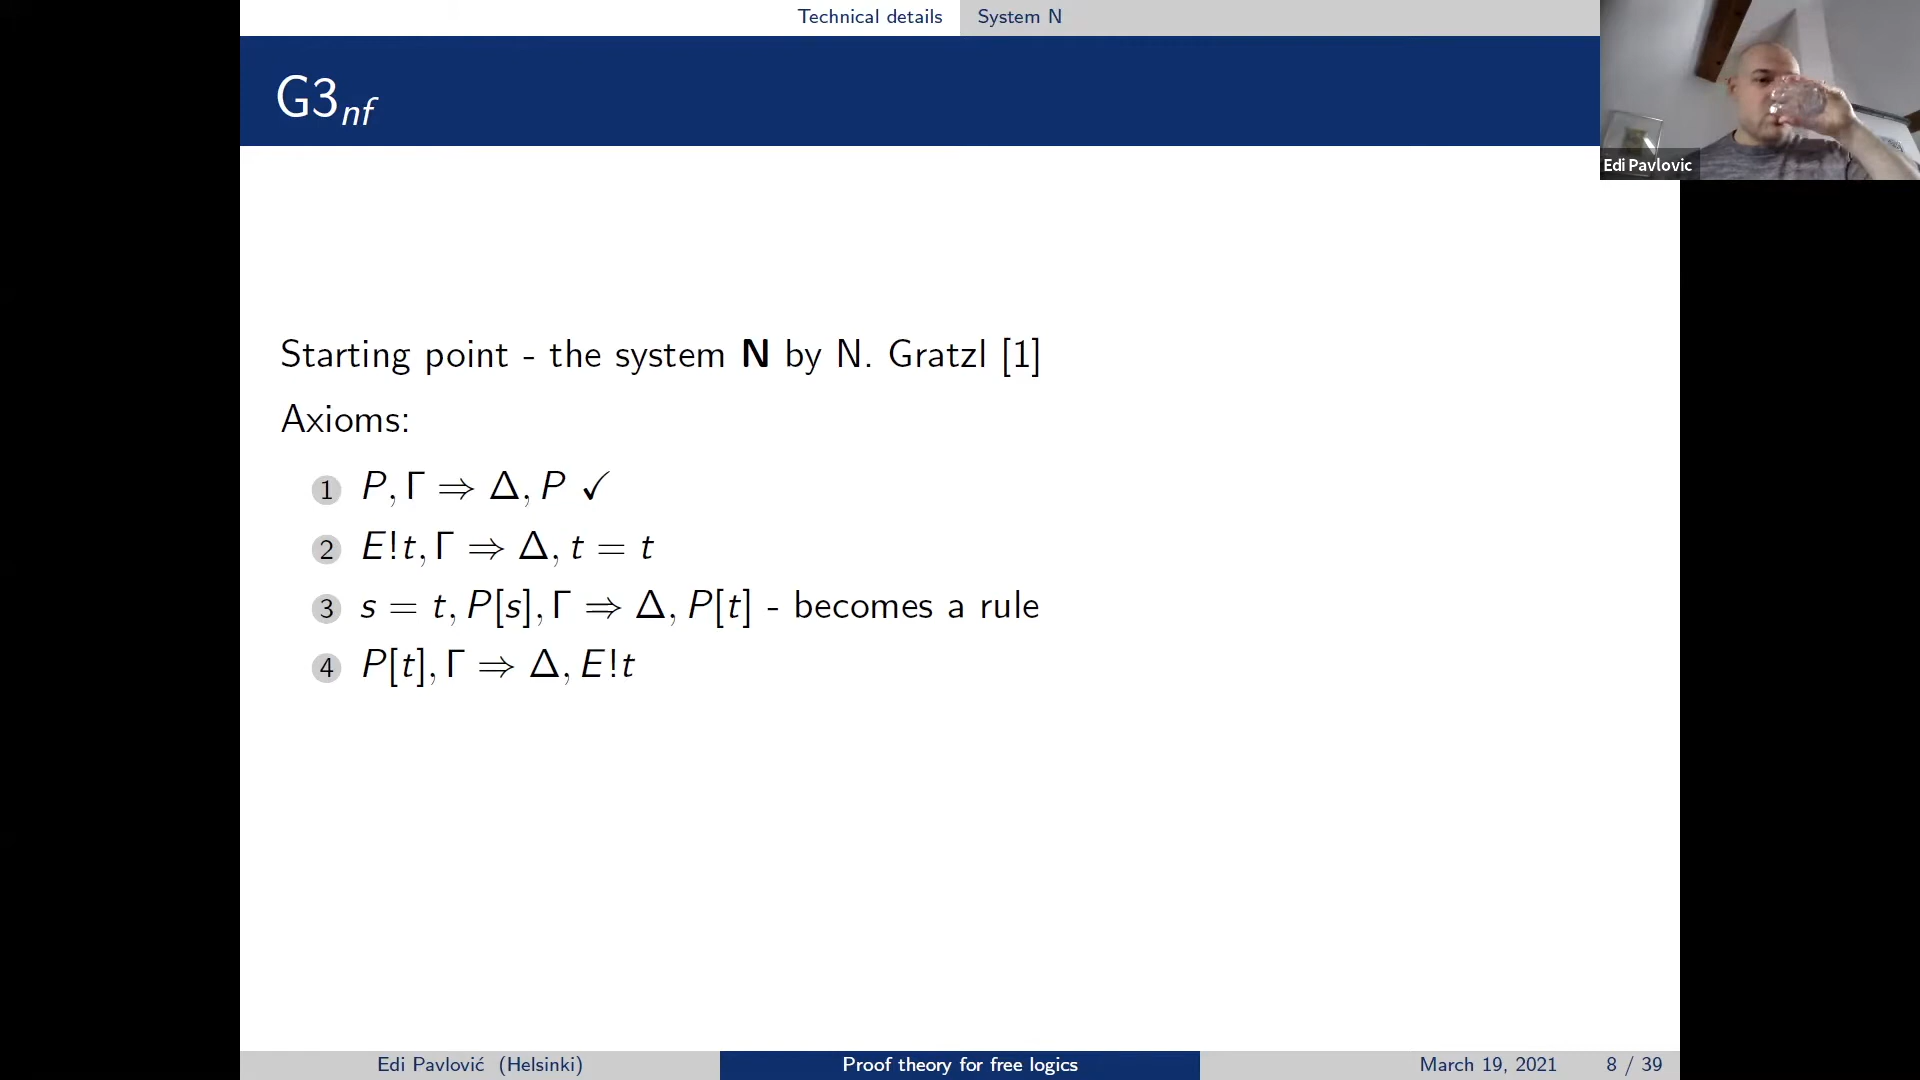 Technical details System N
G3nf
Edi Pavlovic
Starting point - the system N by N. Gratzl [1]
Axioms:
1 P, Γ ⇒ Δ, P ✓
2 E!t, Γ ⇒ Δ, t = t
3 s = t, P[s], Γ ⇒ Δ, P[t] - becomes a rule
4 P[t], Γ ⇒ Δ, E!t
Edi Pavlović (Helsinki) Proof theory for free logics March 19, 2021 8 / 39